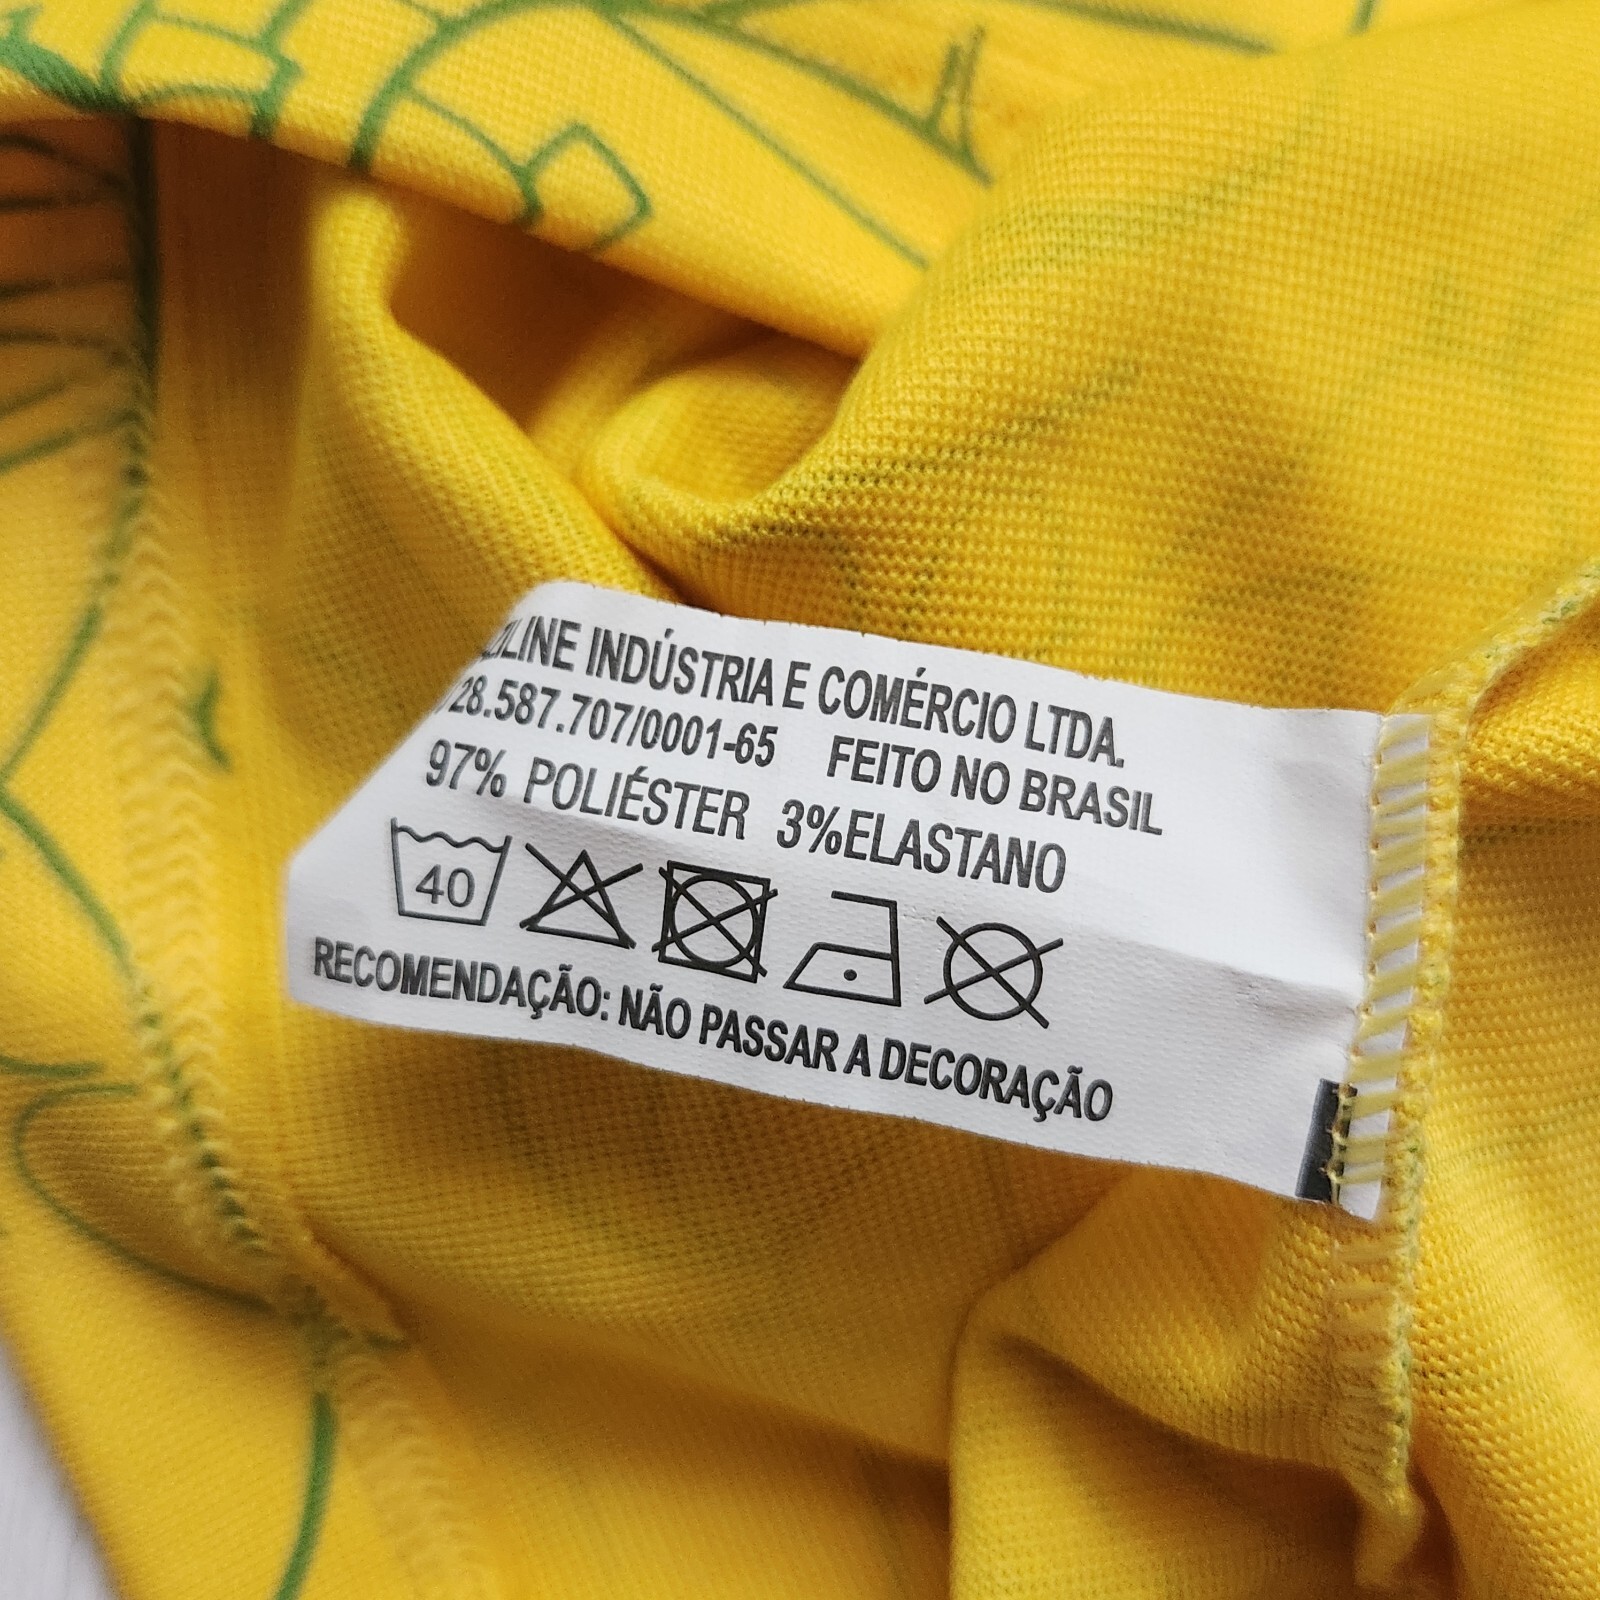 INDÚSTRIA E COMÉRCIO LTDA.
28.587.707/0001-65 FEITO NO BRASIL
97% POLIÉSTER 3%ELASTANO
40
RECOMENDAÇÃO: NÃO PASSAR A DECORAÇÃO